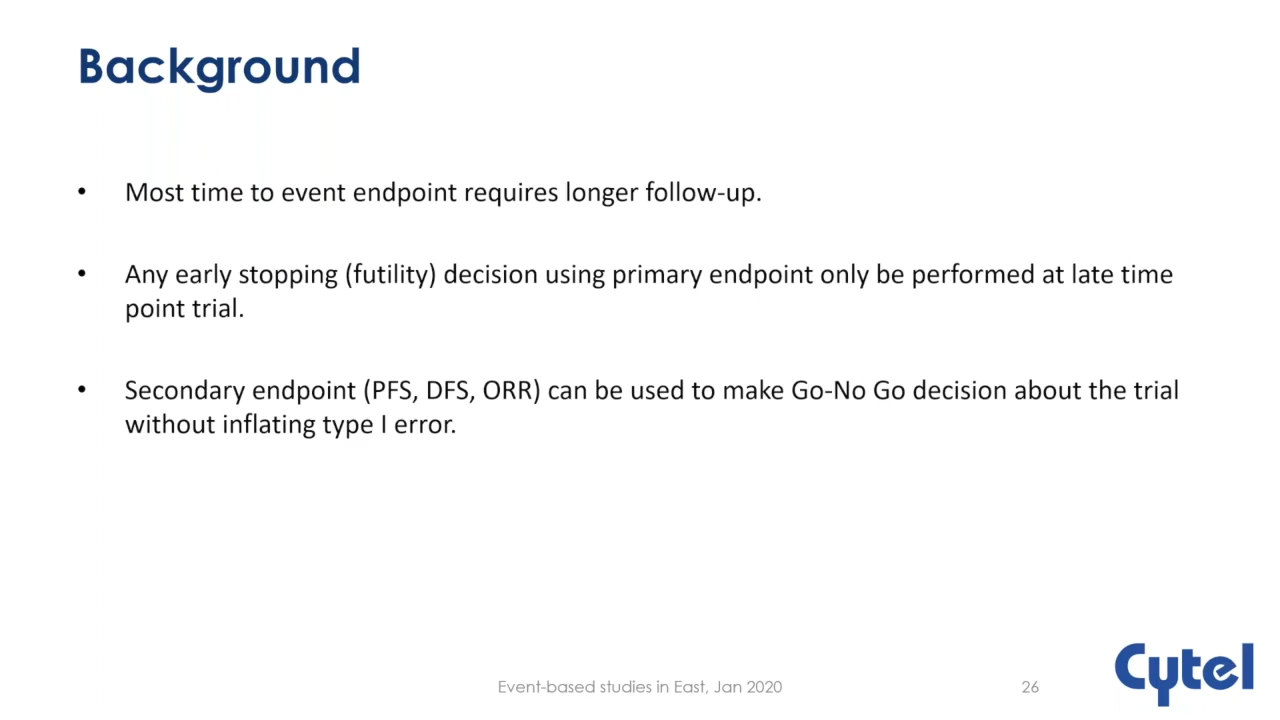 Background
• Most time to event endpoint requires longer follow-up.
• Any early stopping (futility) decision using primary endpoint only be performed at late time
point trial.
• Secondary endpoint (PFS, DFS, ORR) can be used to make Go-No Go decision about the trial
without inflating type I error.
Event-based studies in East, Jan 2020
26
Cytel